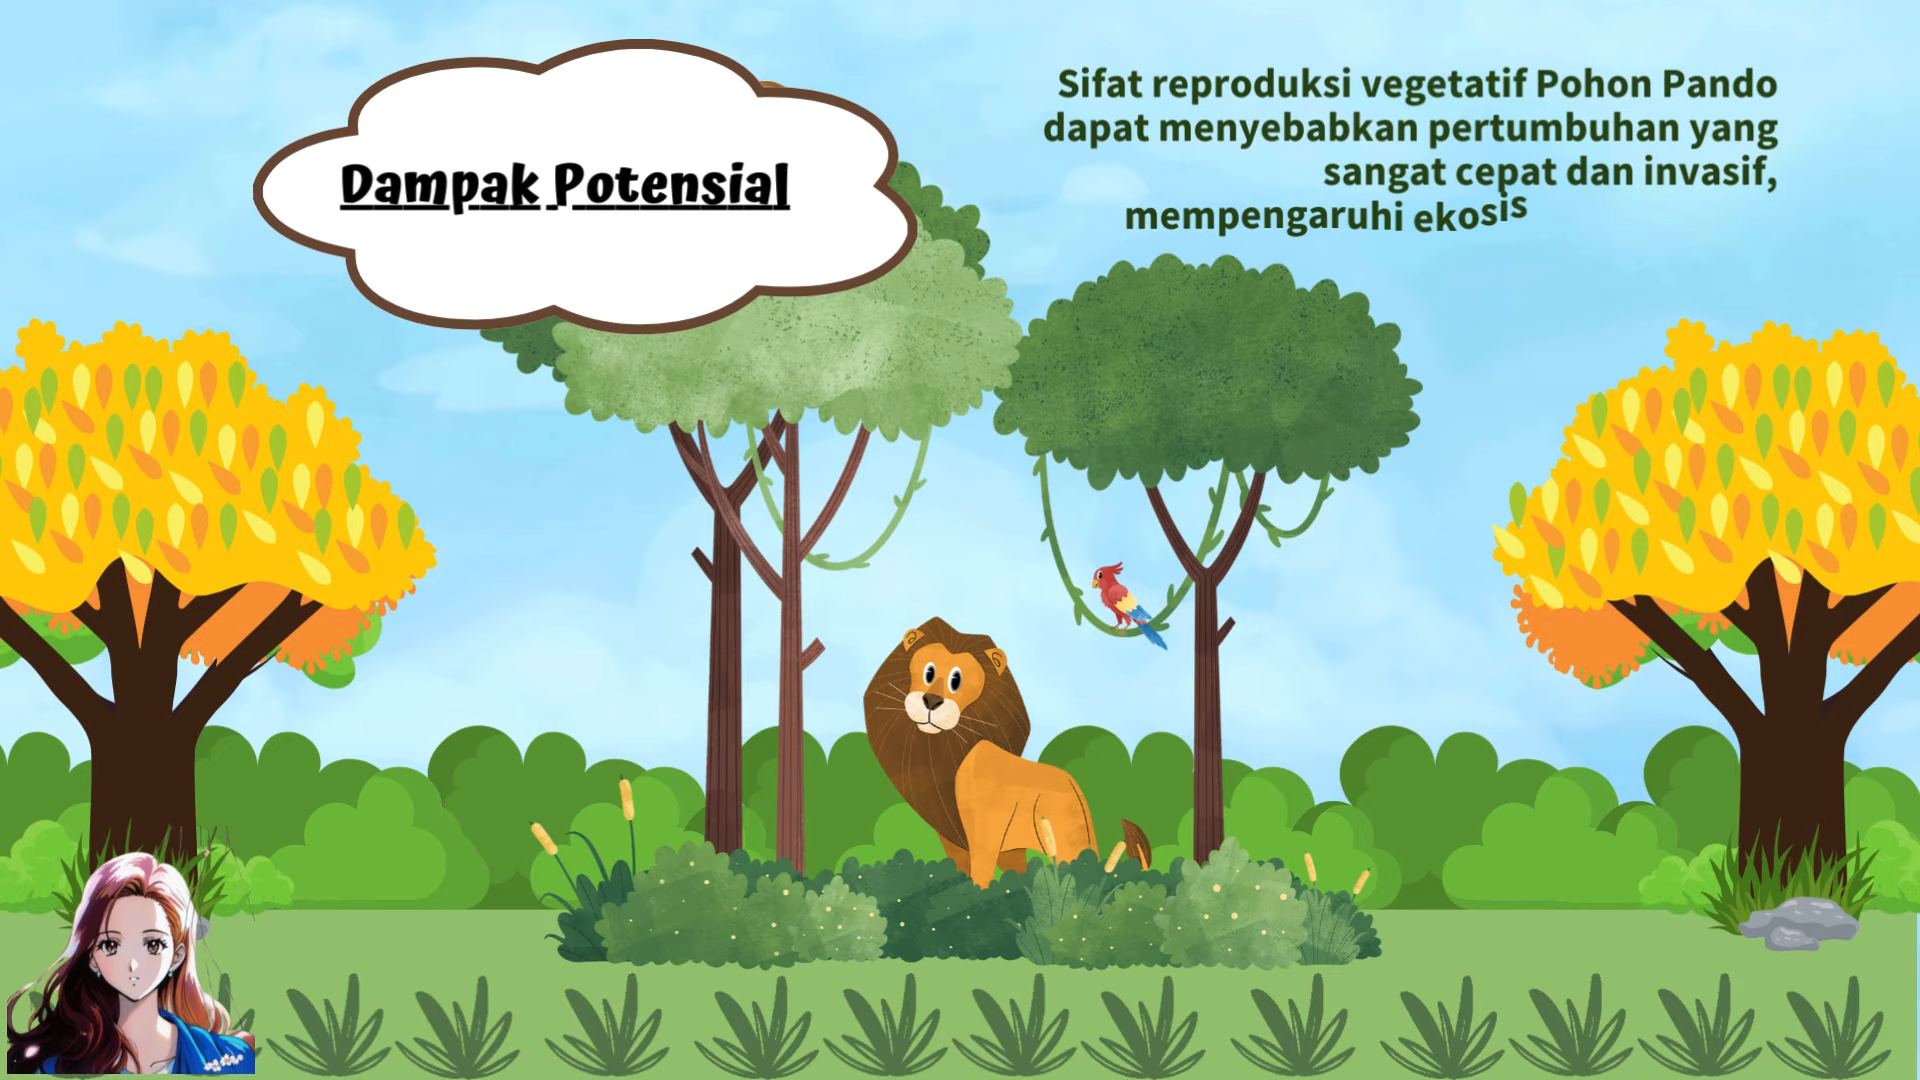 Dampak Potensial
Sifat reproduksi vegetatif Pohon Pando
dapat menyebabkan pertumbuhan yang
sangat cepat dan invasif,
mempengaruhi ekosis